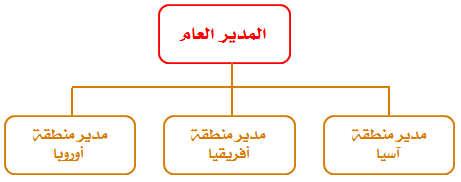 المدير العام
مدير منطقة
آسيا
مدير منطقة
أفريقيا
مدير منطقة
أوروبا